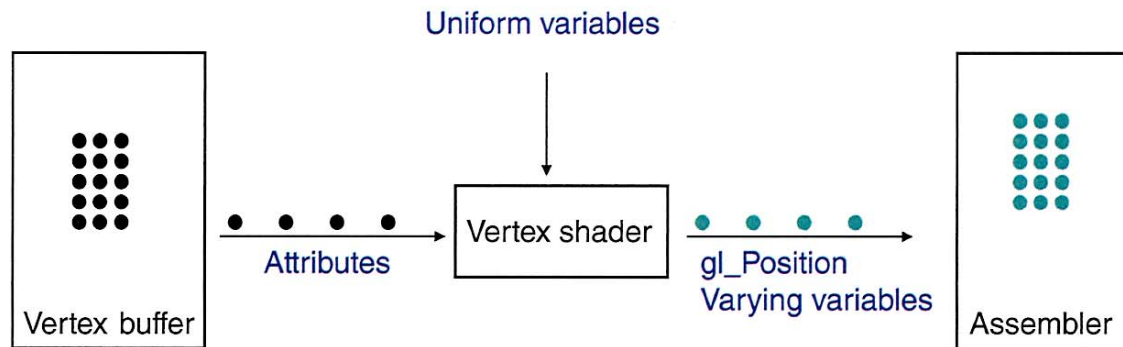 Uniform variables
Vertex shader
Attributes
gl_Position
Varying variables
Vertex buffer
Assembler